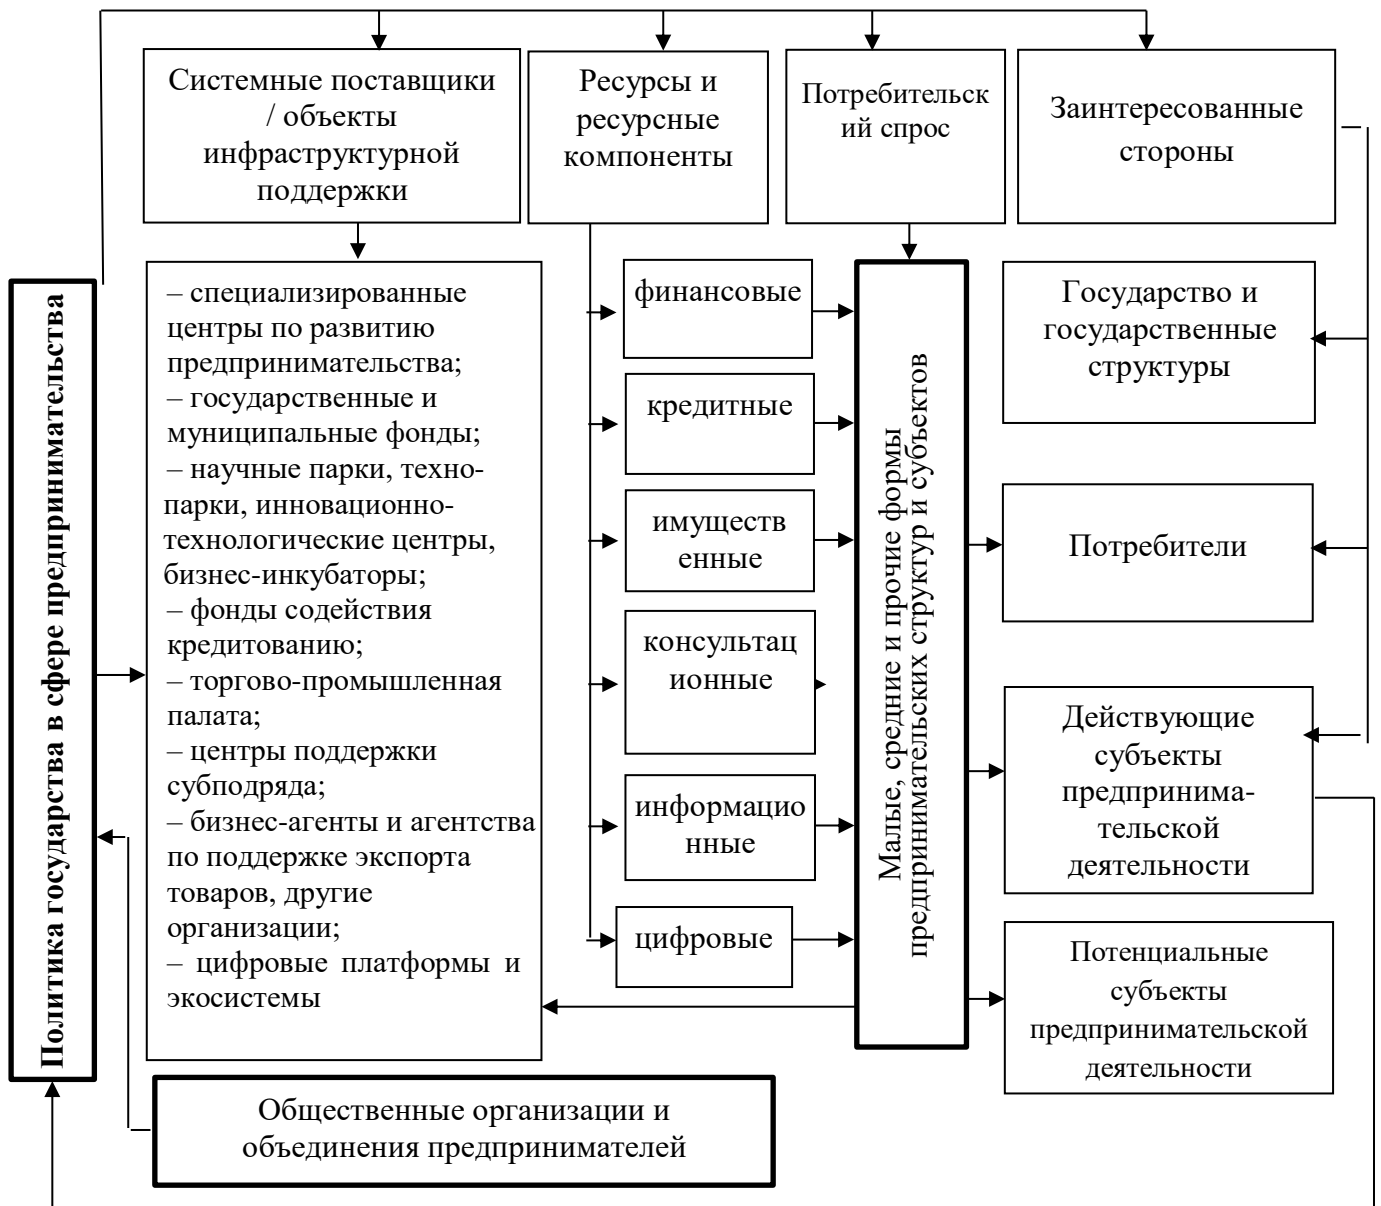 Системные поставщики
/ объекты
инфраструктурной
поддержки
Ресурсы и
ресурсные
компоненты
Потребительск
ий спрос
Заинтересованные
стороны
Политика государства в сфере предпринимательства
– специализированные
центры по развитию
предпринимательства;
– государственные и
муниципальные фонды;
– научные парки, техно-
парки, инновационно-
технологические центры,
бизнес-инкубаторы;
– фонды содействия
кредитованию;
– торгово-промышленная
палата;
– центры поддержки
субподряда;
– бизнес-агенты и агентства
по поддержке экспорта
товаров, другие
организации;
– цифровые платформы и
экосистемы
финансовые
кредитные
имуществ
енные
консультац
ионные
информацио
нные
цифровые
Малые, средние и прочие формы
предпринимательских структур и субъектов
Государство и
государственные
структуры
Потребители
Действующие
субъекты
предпринима-
тельской
деятельности
Потенциальные
субъекты
предпринимательской
деятельности
Общественные организации и
объединения предпринимателей